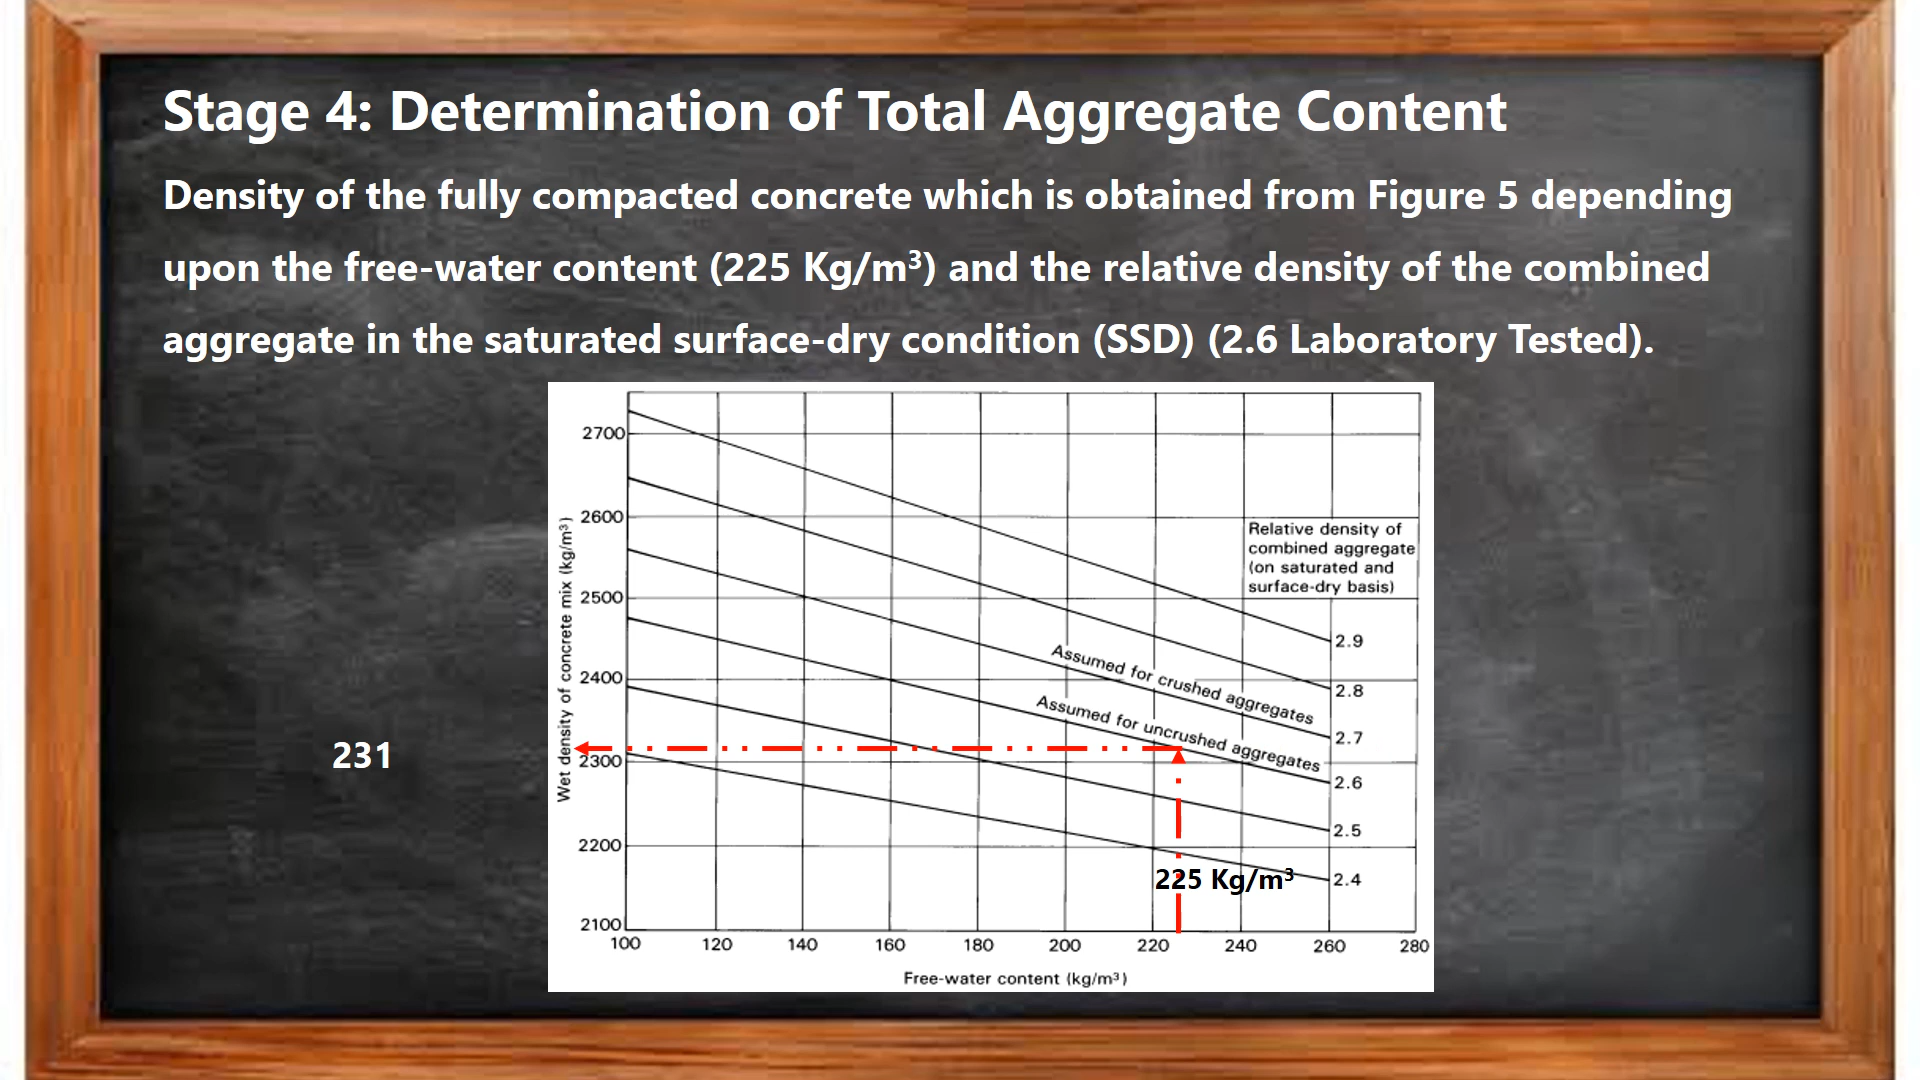 Stage 4: Determination of Total Aggregate Content
Density of the fully compacted concrete which is obtained from Figure 5 depending
upon the free-water content (225 Kg/m³) and the relative density of the combined
aggregate in the saturated surface-dry condition (SSD) (2.6 Laboratory Tested).
231
Wet density of concrete mix (kg/m³)
2700
2600
2500
2400
2300
2200
2100
Relative density of
combined aggregate
(on saturated and
surface-dry basis)
2.9
2.8
2.7
2.6
2.5
2.4
Assumed for crushed aggregates
Assumed for uncrushed aggregates
225 Kg/m³
100 120 140 160 180 200 220 240 260 280
Free-water content (kg/m³)